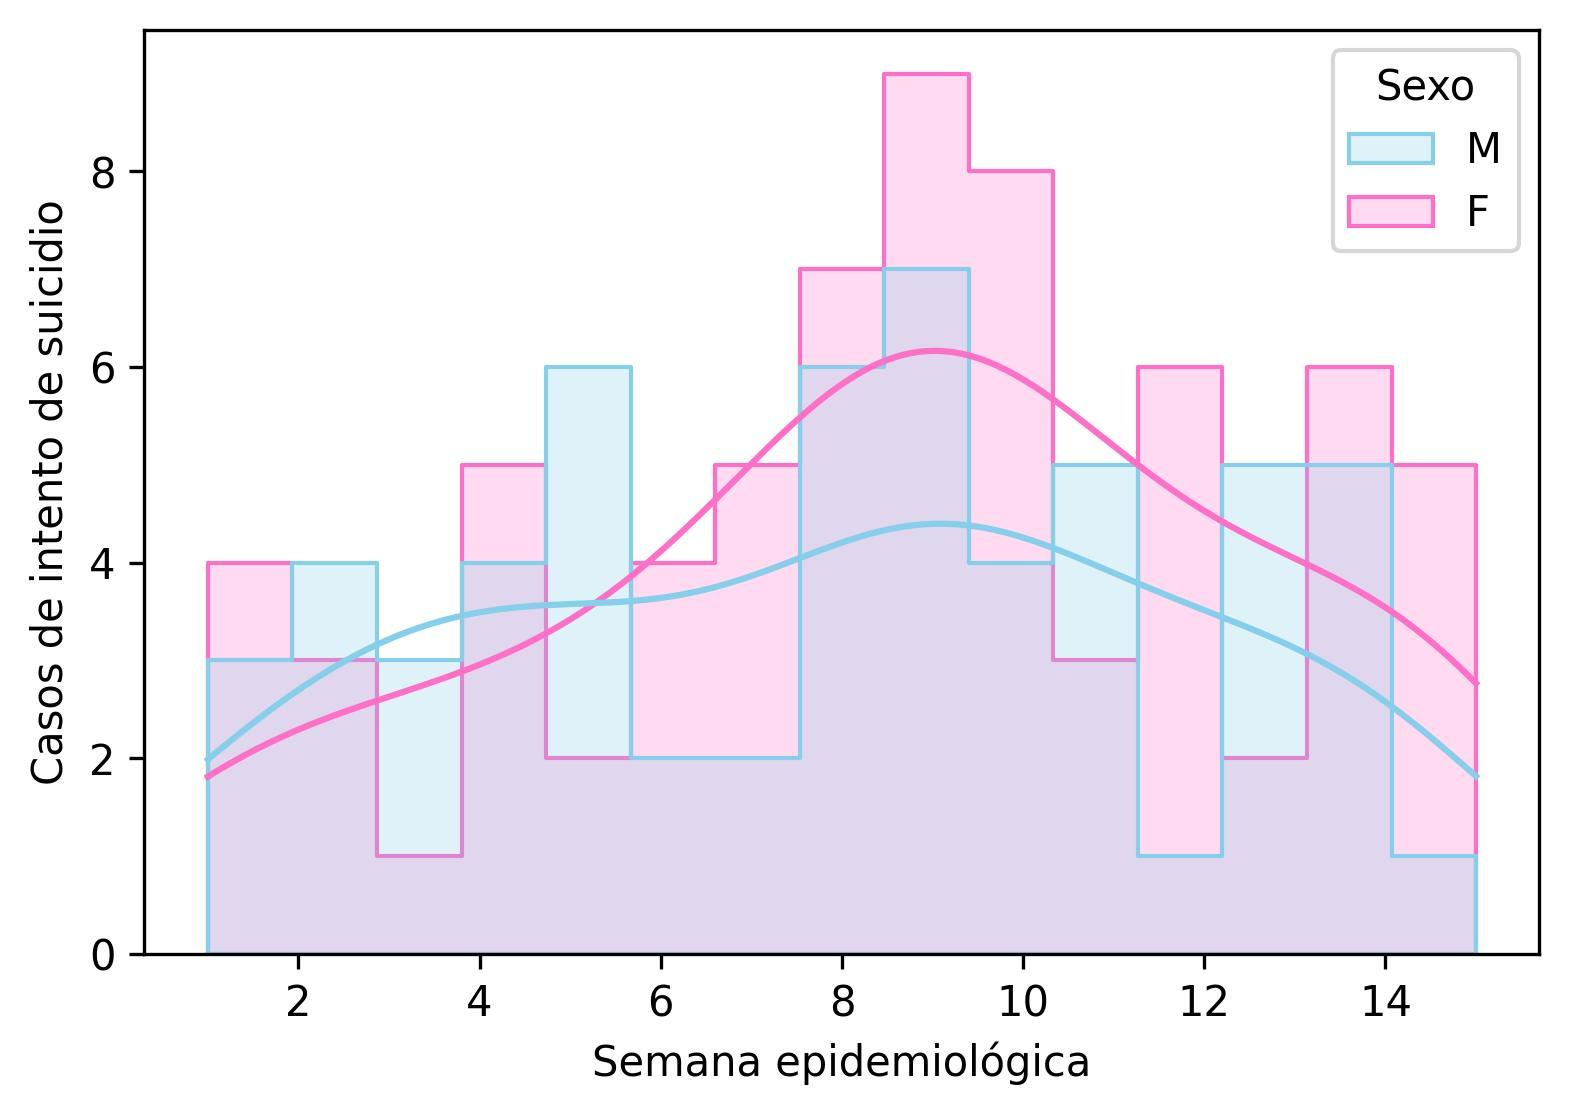 Casos de intento de suicidio
8
6
4
2
0
2 4 6 8 10 12 14
Semana epidemiológica
Sexo
M
F